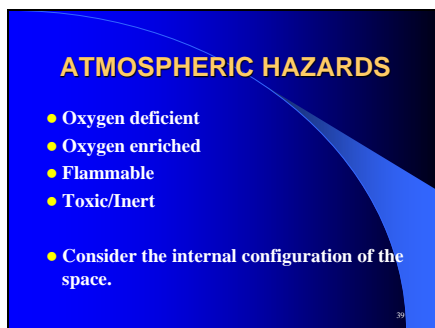 ATMOSPHERIC HAZARDS
● Oxygen deficient
● Oxygen enriched
● Flammable
● Toxic/Inert
● Consider the internal configuration of the
space.
39